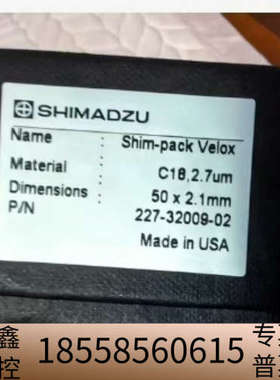 SHIMADZU
Name : Shim-pack Velox
Material : C18, 2.7um
Dimensions : 50 x 2.1mm
P/N 227-32009-02
Made in USA
鑫 专
控 18558560615 普